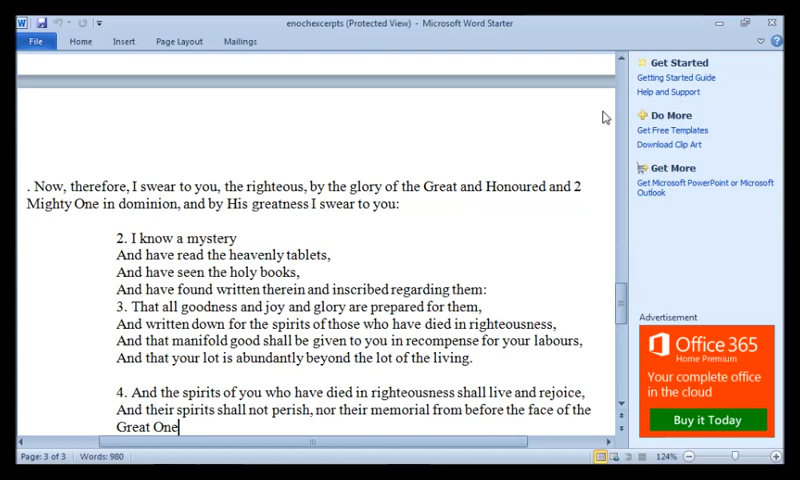 enochexcerpts (Protected View) - Microsoft Word Starter
File Home Insert Page Layout Mailings
. Now, therefore, I swear to you, the righteous, by the glory of the Great and Honoured and 2
Mighty One in dominion, and by His greatness I swear to you:
2. I know a mystery
And have read the heavenly tablets,
And have seen the holy books,
And have found written therein and inscribed regarding them:
3. That all goodness and joy and glory are prepared for them,
And written down for the spirits of those who have died in righteousness,
And that manifold good shall be given to you in recompense for your labours,
And that your lot is abundantly beyond the lot of the living.
4. And the spirits of you who have died in righteousness shall live and rejoice,
And their spirits shall not perish, nor their memorial from before the face of the
Great One
Get Started
Getting Started Guide
Help and Support
Do More
Get Free Templates
Download Clip Art
Get More
Get Microsoft PowerPoint or Microsoft
Outlook
Advertisement
Office 365
Home Premium
Your complete office
in the cloud
Buy it Today
Page: 3 of 3 Words: 980 124%